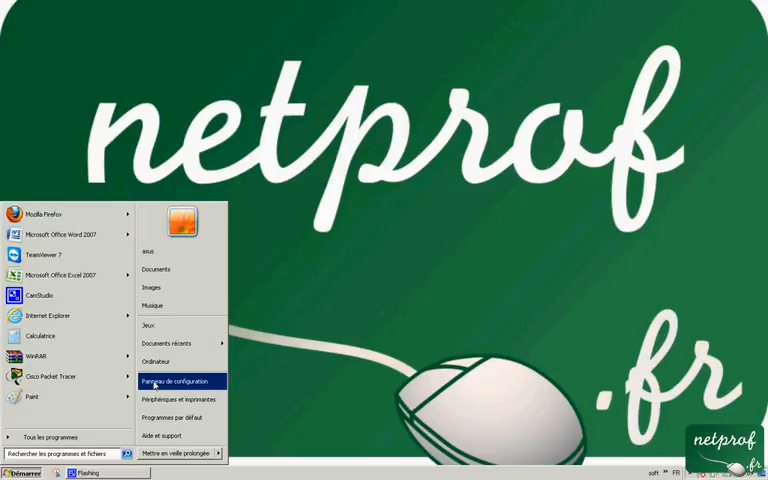 netprof
.fr
Mozilla Firefox
Microsoft Office Word 2007
TeamViewer 7
Microsoft Office Excel 2007
CamStudio
Internet Explorer
Calculatrice
WinRAR
Cisco Packet Tracer
Paint
Tous les programmes
Rechercher les programmes et fichiers
asus
Documents
Images
Musique
Jeux
Documents récents
Ordinateur
Panneau de configuration
Périphériques et imprimantes
Programmes par défaut
Aide et support
Mettre en veille prolongée
netprof
.fr
Démarrer
Flashing
soft
FR